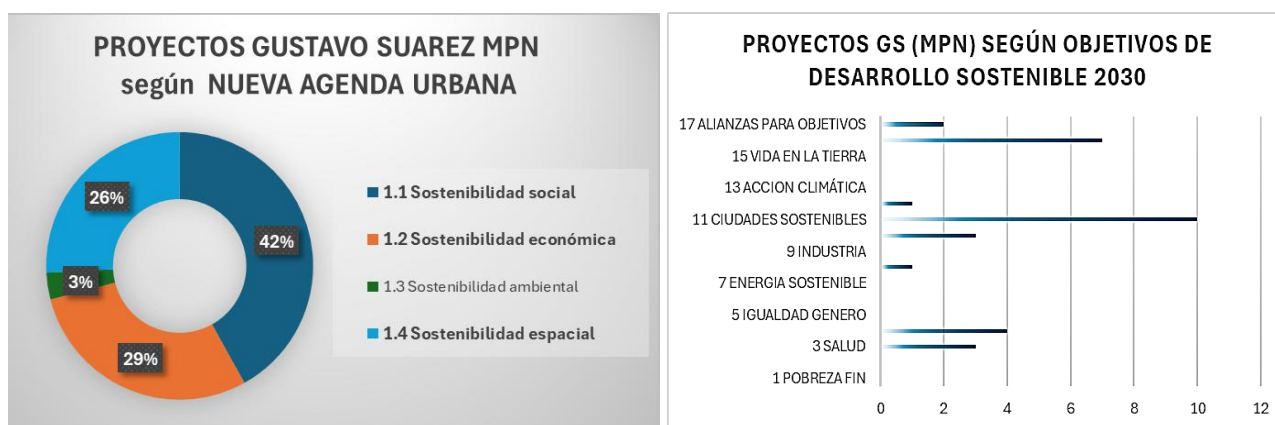 PROYECTOS GUSTAVO SUAREZ MPN
según NUEVA AGENDA URBANA
26%
42%
3%
29%
1.1 Sostenibilidad social
1.2 Sostenibilidad económica
1.3 Sostenibilidad ambiental
1.4 Sostenibilidad espacial
PROYECTOS GS (MPN) SEGÚN OBJETIVOS DE
DESARROLLO SOSTENIBLE 2030
17 ALIANZAS PARA OBJETIVOS
15 VIDA EN LA TIERRA
13 ACCION CLIMÁTICA
11 CIUDADES SOSTENIBLES
9 INDUSTRIA
7 ENERGIA SOSTENIBLE
5 IGUALDAD GENERO
3 SALUD
1 POBREZA FIN
0 2 4 6 8 10 12